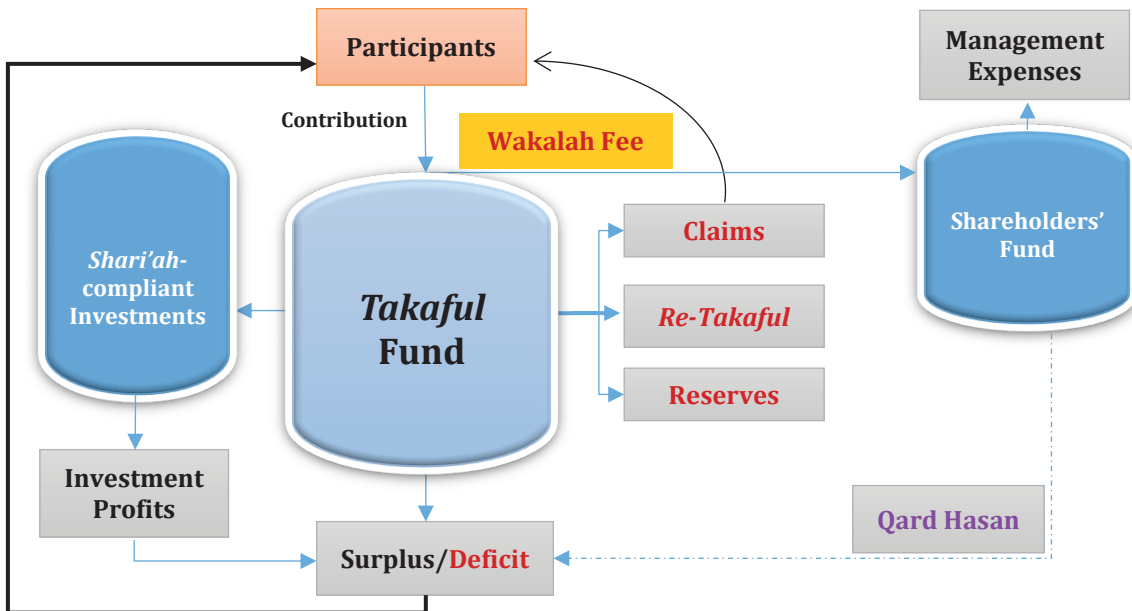 Participants
Management
Expenses
Contribution
Wakalah Fee
Shari'ah-
compliant
Investments
Takaful
Fund
Claims
Re-Takaful
Reserves
Shareholders’
Fund
Investment
Profits
Surplus/Deficit
Qard Hasan